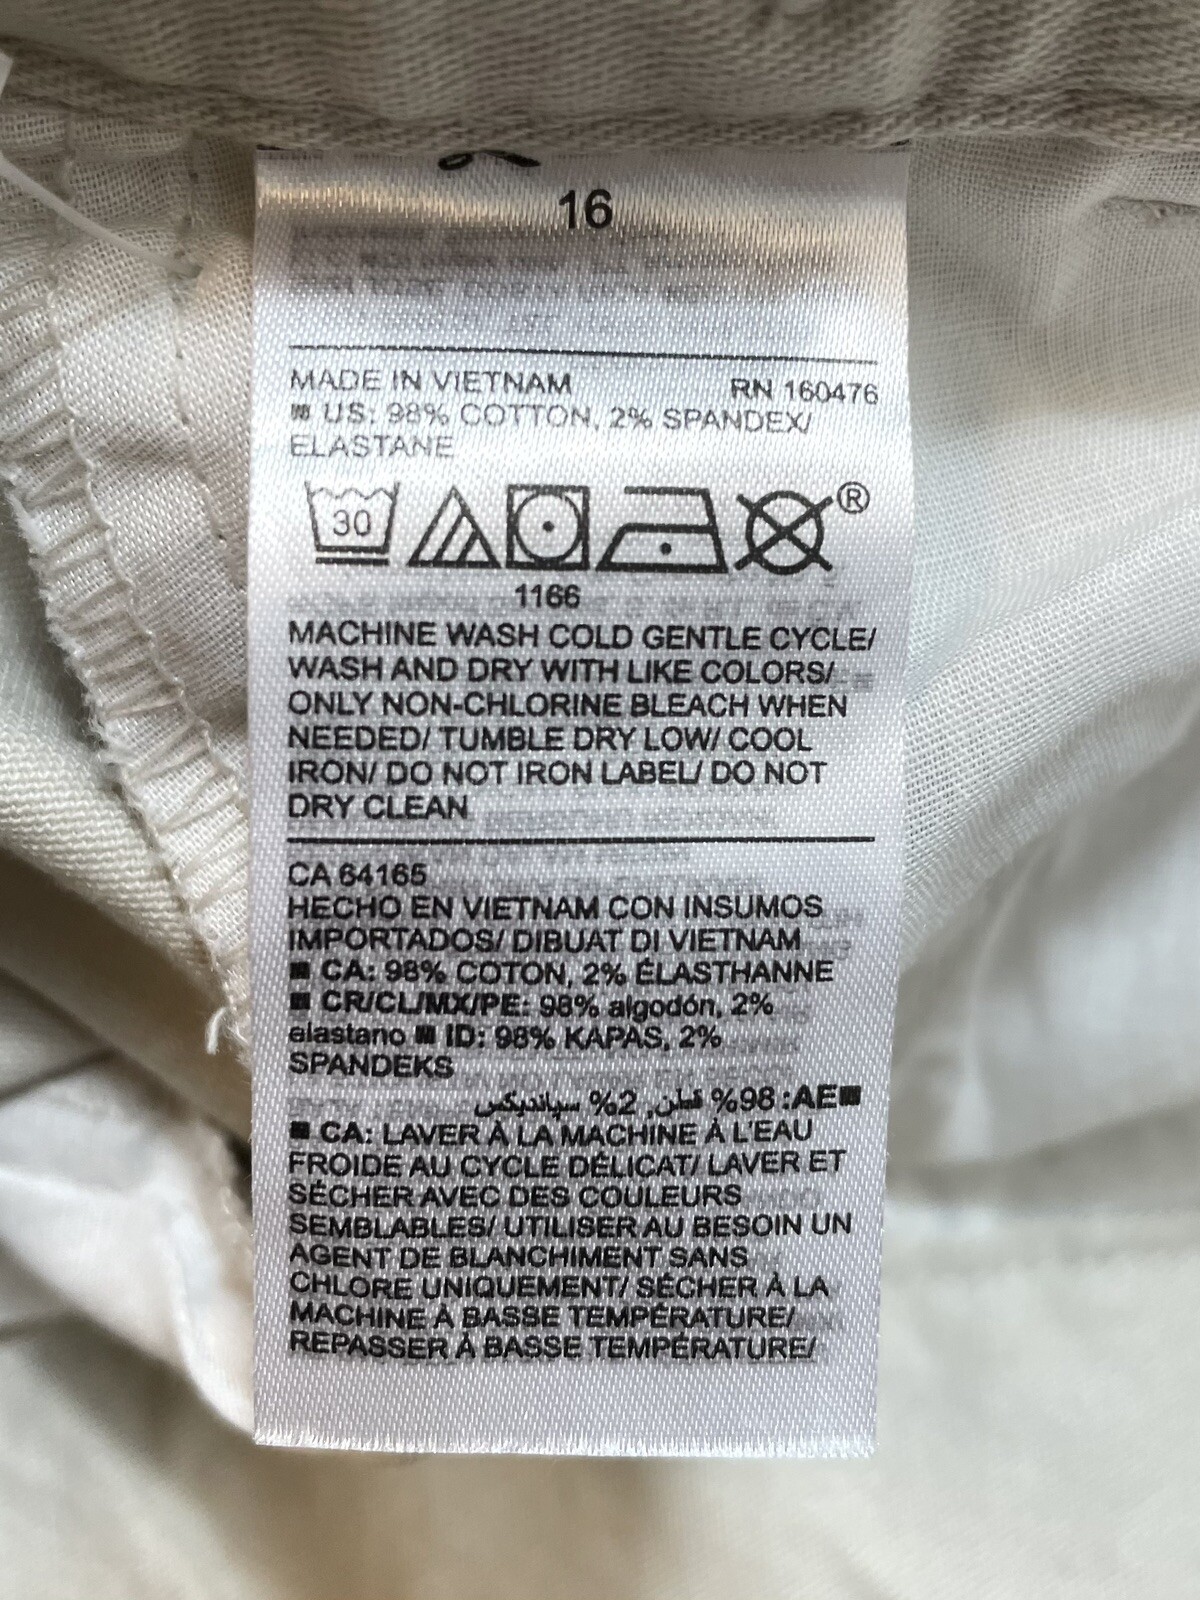 16
MADE IN VIETNAM RN 160476
US: 98% COTTON, 2% SPANDEX/
ELASTANE
30 ®
1166
MACHINE WASH COLD GENTLE CYCLE/
WASH AND DRY WITH LIKE COLORS/
ONLY NON-CHLORINE BLEACH WHEN
NEEDED/ TUMBLE DRY LOW/ COOL
IRON/ DO NOT IRON LABEL/ DO NOT
DRY CLEAN
CA 64165
HECHO EN VIETNAM CON INSUMOS
IMPORTADOS/ DIBUAT DI VIETNAM
■ CA: 98% COTON, 2% ÉLASTHANNE
■ CR/CL/MX/PE: 98% algodón, 2%
elastano ■ ID: 98% KAPAS, 2%
SPANDEKS
■AE: 98% قطن, 2% سپاندیکس
■ CA: LAVER À LA MACHINE À L'EAU
FROIDE AU CYCLE DÉLICAT/ LAVER ET
SÉCHER AVEC DES COULEURS
SEMBLABLES/ UTILISER AU BESOIN UN
AGENT DE BLANCHIMENT SANS
CHLORE UNIQUEMENT/ SÉCHER À LA
MACHINE À BASSE TEMPÉRATURE/
REPASSER À BASSE TEMPÉRATURE/